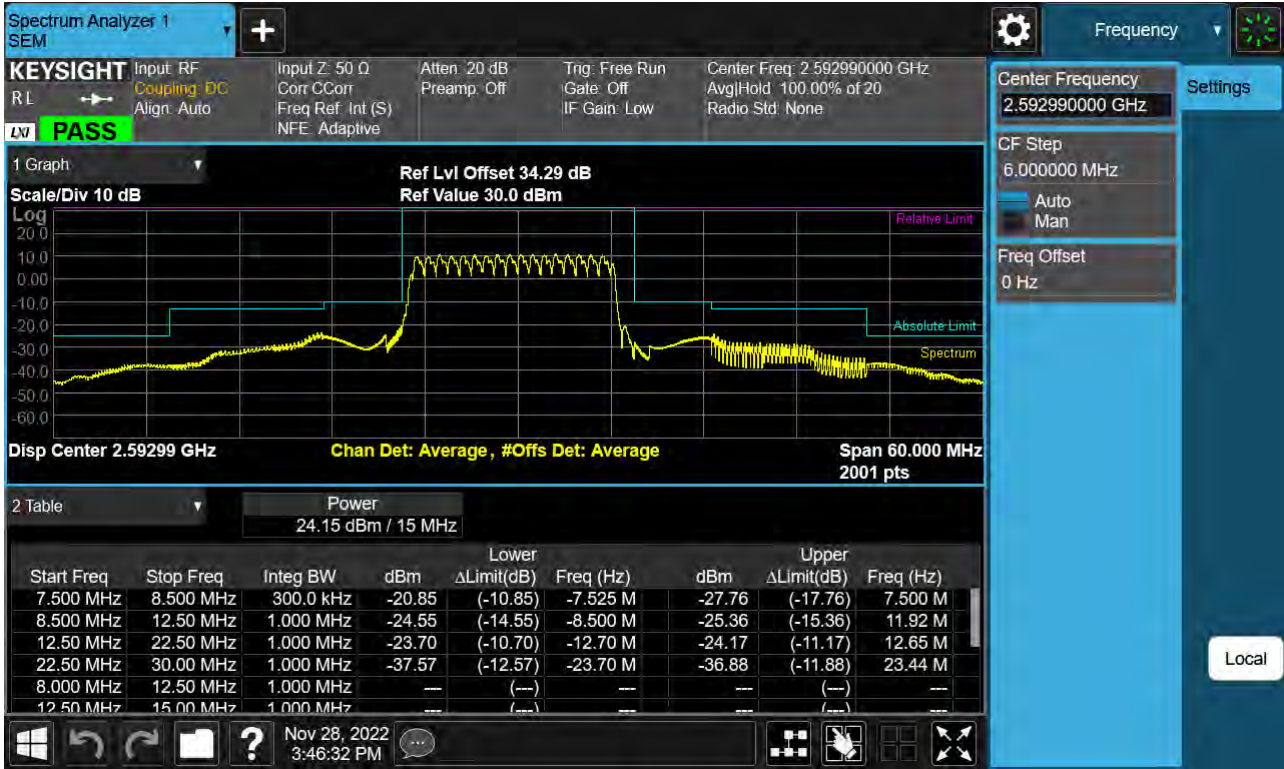 Spectrum Analyzer 1
SEM
Frequency
KEYSIGHT
R L
LXI
PASS
Input: RF
Coupling: DC
Align: Auto
Input Z: 50 Ω
Corr CCorr
Freq Ref: Int (S)
NFE: Adaptive
Atten: 20 dB
Preamp: Off
Trig: Free Run
Gate: Off
IF Gain: Low
Center Freq: 2.592990000 GHz
Avg|Hold: 100.00% of 20
Radio Std: None
Center Frequency
2.592990000 GHz
Settings
CF Step
6.000000 MHz
Auto
Man
Freq Offset
0 Hz
Local
1 Graph
Scale/Div 10 dB
Ref Lvl Offset 34.29 dB
Ref Value 30.0 dBm
Log
20.0
10.0
0.00
-10.0
-20.0
-30.0
-40.0
-50.0
-60.0
Relative Limit
Absolute Limit
Spectrum
Disp Center 2.59299 GHz
Chan Det: Average, #Offs Det: Average
Span 60.000 MHz
2001 pts
2 Table
Power
24.15 dBm / 15 MHz
Lower Upper
Start Freq Stop Freq Integ BW dBm ΔLimit(dB) Freq (Hz) dBm ΔLimit(dB) Freq (Hz)
7.500 MHz 8.500 MHz 300.0 kHz -20.85 (-10.85) -7.525 M -27.76 (-17.76) 7.500 M
8.500 MHz 12.50 MHz 1.000 MHz -24.55 (-14.55) -8.500 M -25.36 (-15.36) 11.92 M
12.50 MHz 22.50 MHz 1.000 MHz -23.70 (-10.70) -12.70 M -24.17 (-11.17) 12.65 M
22.50 MHz 30.00 MHz 1.000 MHz -37.57 (-12.57) -23.70 M -36.88 (-11.88) 23.44 M
8.000 MHz 12.50 MHz 1.000 MHz --- (---) --- --- (---) ---
12.50 MHz 15.00 MHz 1.000 MHz --- (---) --- --- (---) ---
Nov 28, 2022
3:46:32 PM